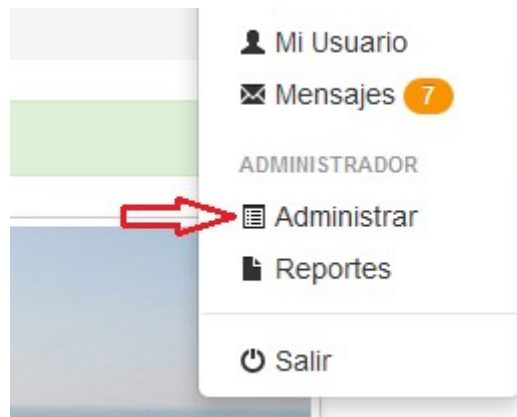 Mi Usuario
Mensajes 7
ADMINISTRADOR
Administrar
Reportes
Salir